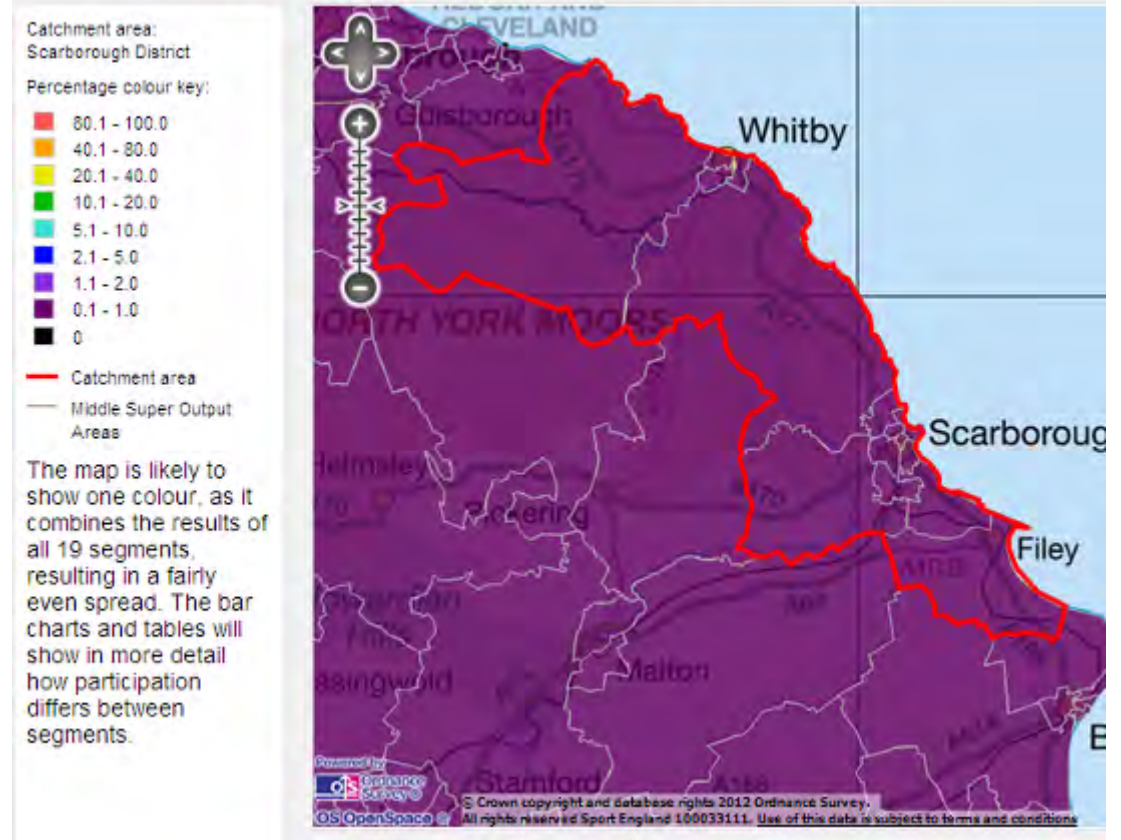 Catchment area:
Scarborough District
Percentage colour key:
80.1 - 100.0
40.1 - 80.0
20.1 - 40.0
10.1 - 20.0
5.1 - 10.0
2.1 - 5.0
1.1 - 2.0
0.1 - 1.0
0
Catchment area
Middle Super Output
Areas
The map is likely to
show one colour, as it
combines the results of
all 19 segments,
resulting in a fairly
even spread. The bar
charts and tables will
show in more detail
how participation
differs between
segments.
CLEVELAND
Guisborough
Whitby
NORTH YORK MOORS
Scarboroug
Helmsley
A170
Pickering
Filey
Hills
Malton
Stamford
A166
B
Powered by
OS Ordnance
Survey ®
OS OpenSpace ®
© Crown copyright and database rights 2012 Ordnance Survey.
All rights reserved Sport England 100033111. Use of this data is subject to terms and conditions